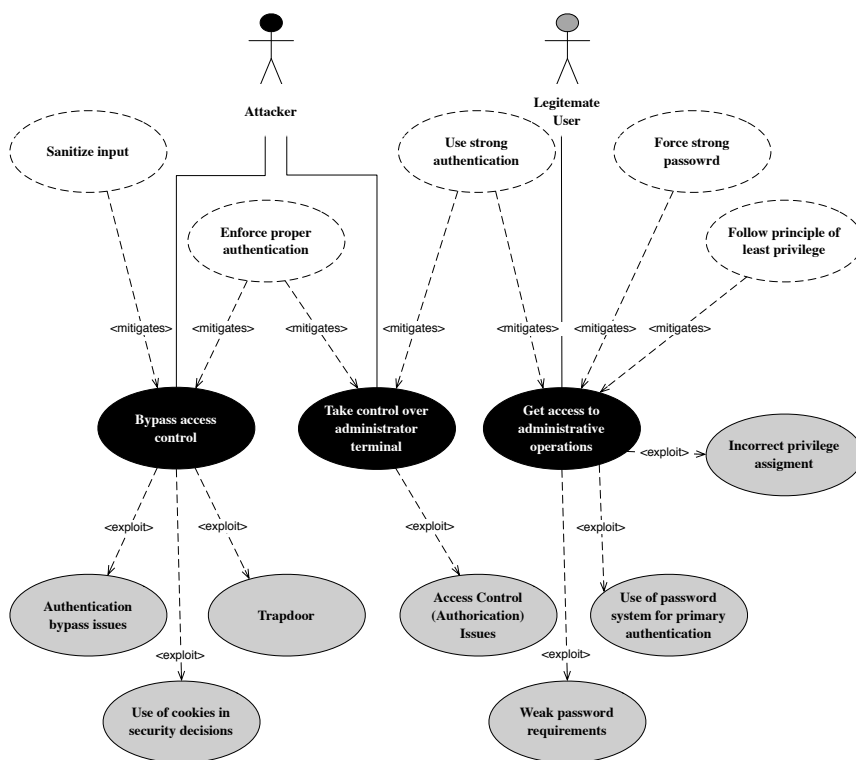 Attacker
Legitemate
User
Sanitize input
Use strong
authentication
Force strong
passowrd
Enforce proper
authentication
Follow principle of
least privilege
<mitigates>
<mitigates>
<mitigates>
<mitigates>
<mitigates>
<mitigates>
<mitigates>
Bypass access
control
Take control over
administrator
terminal
Get access to
administrative
operations
<exploit>
Incorrect privilege
assigment
<exploit>
<exploit>
<exploit>
<exploit>
Authentication
bypass issues
Trapdoor
Access Control
(Authorication)
Issues
Use of password
system for primary
authentication
<exploit>
<exploit>
Use of cookies in
security decisions
Weak password
requirements